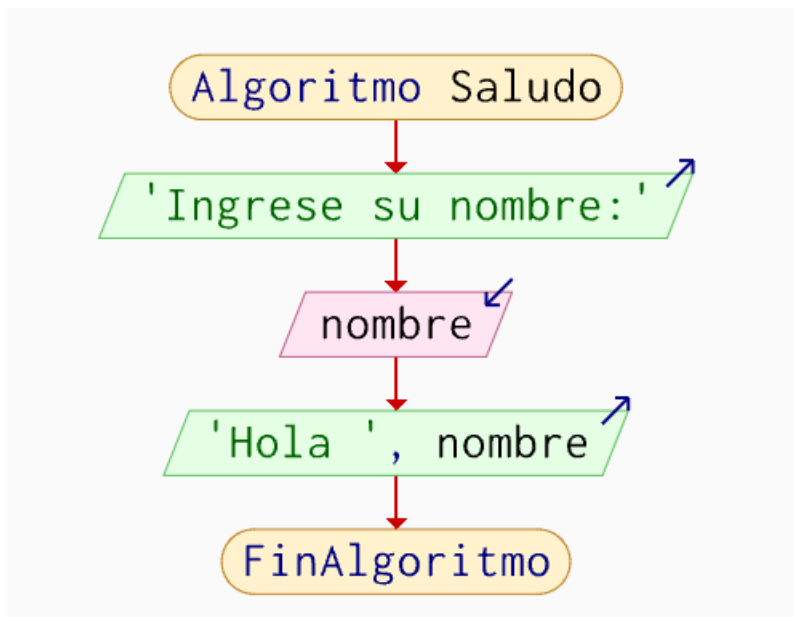 Algoritmo Saludo
'Ingrese su nombre:'
nombre
'Hola ', nombre
FinAlgoritmo